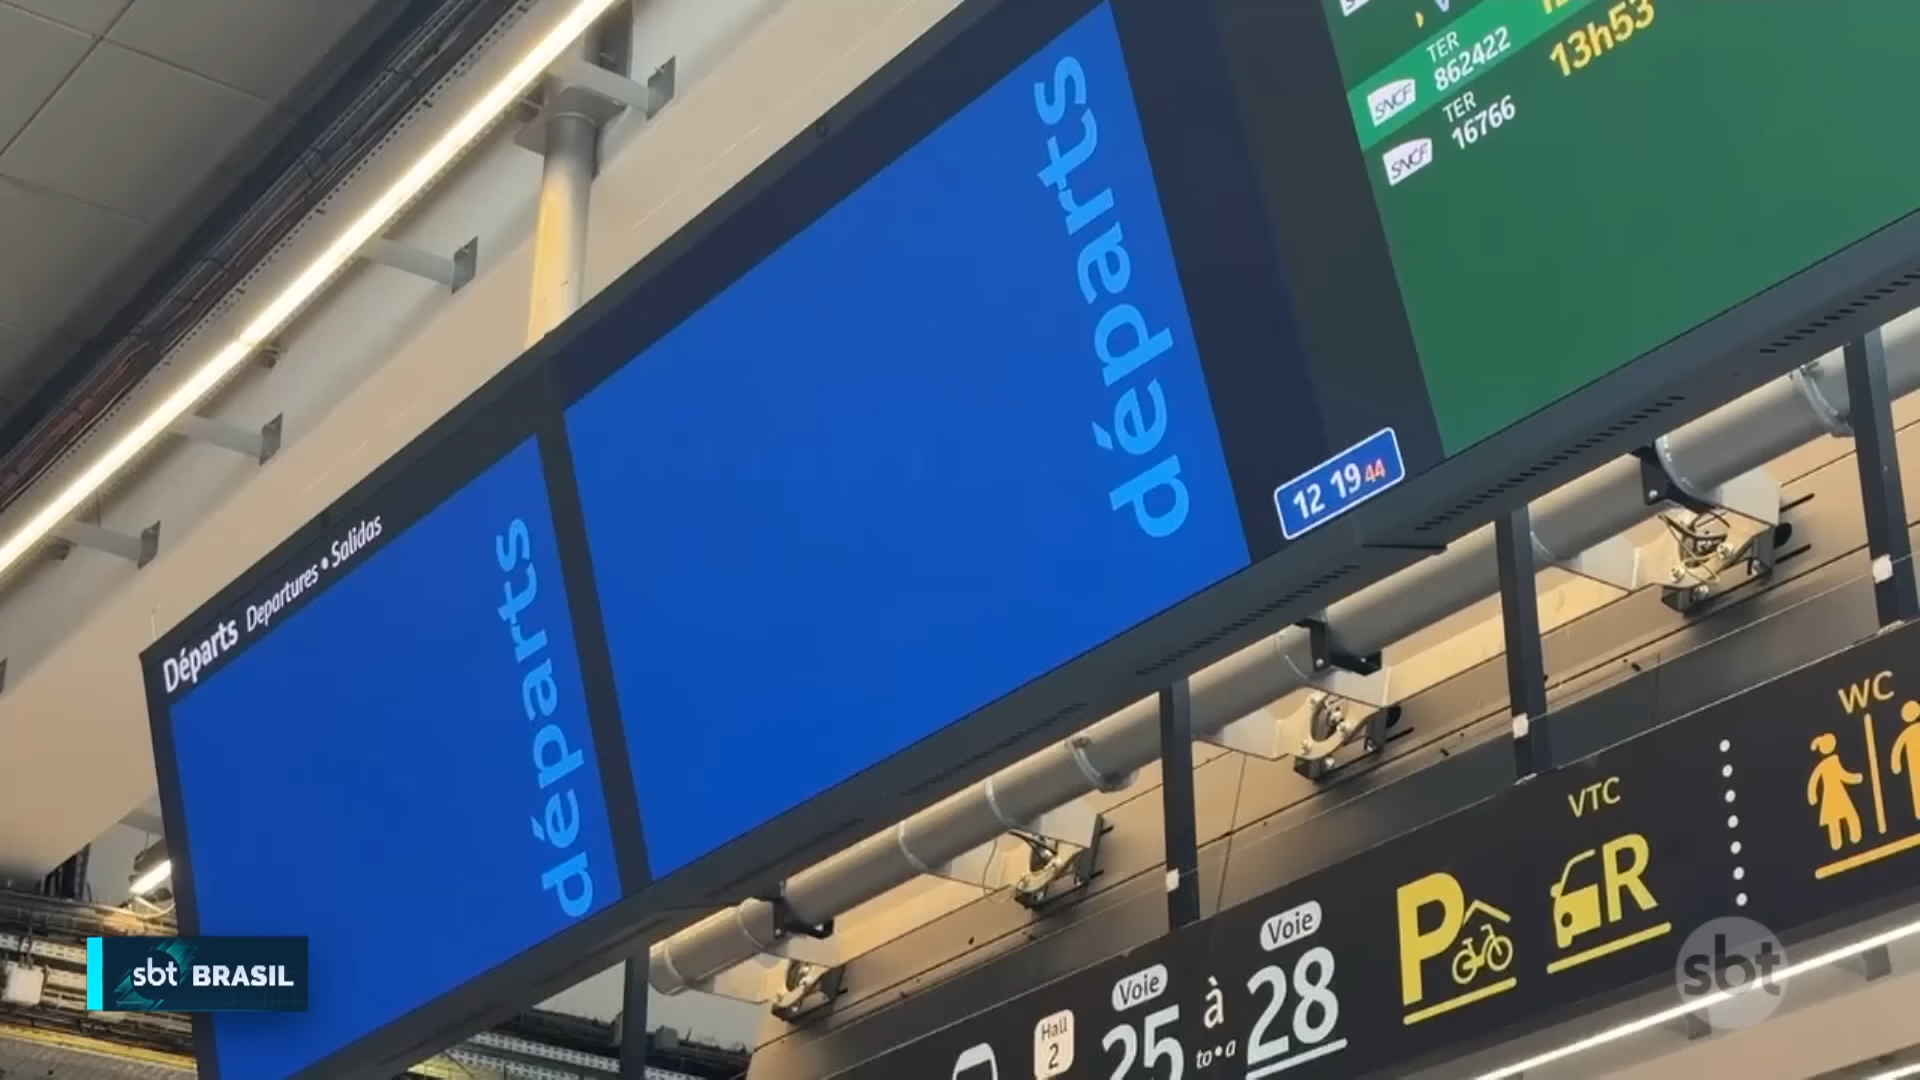 TER
862422
13h53
SNCF
TER
16766
SNCF
départs
12 19 44
Départs Departures • Salidas
départs
WC
VTC
P
R
Voie
28
à
to•a
Voie
25
Hall
2
sbt BRASIL
sbt